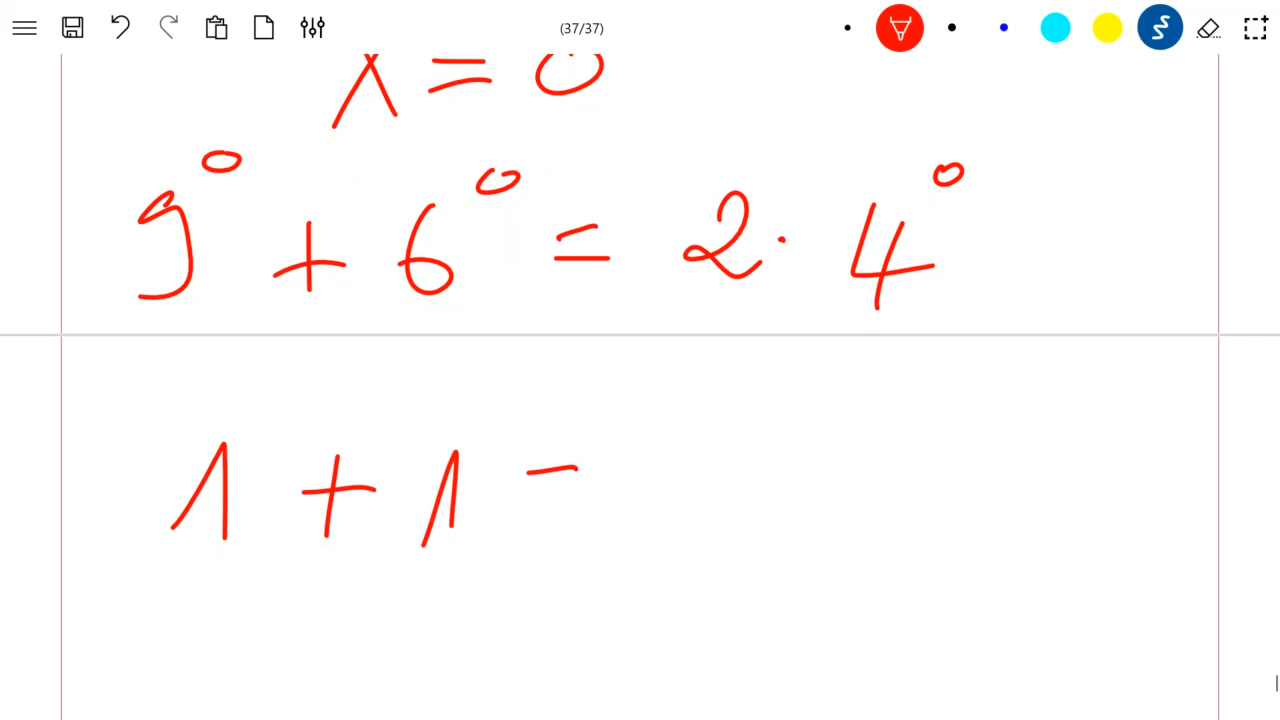 (37/37)
x = 0
9⁰ + 6⁰ = 2 · 4⁰
1 + 1 –